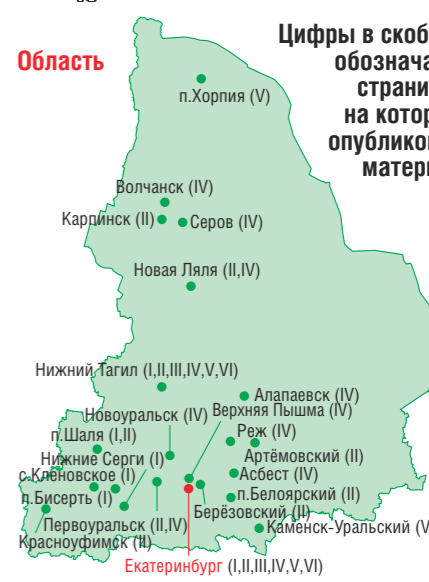 Область
Цифры в скоб
обознача
страни
на котор
опубликов
матери
п.Хорпия (V)
Волчанск (IV)
Карпинск (II)
Серов (IV)
Новая Ляля (II,IV)
Нижний Тагил (I,II,III,IV,V,VI)
Алапаевск (IV)
Новоуральск (IV)
Верхняя Пышма (IV)
п.Шаля (I,II)
Реж (IV)
Артёмовский (II)
Нижние Серги (I)
Асбест (IV)
с.Клёновское (I)
п.Бисерть (I)
п.Белоярский (II)
Берёзовский (II)
Первоуральск (II,IV)
Каменск-Уральский (V
Красноуфимск (II)
Екатеринбург (I,II,III,IV,V,VI)